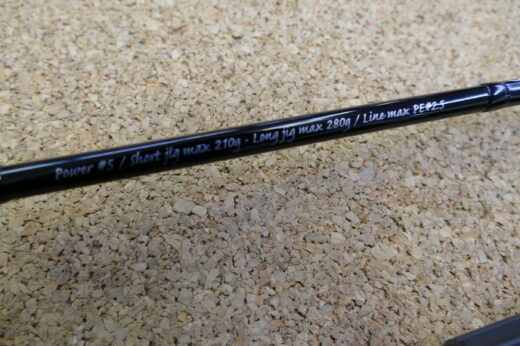 Power #5 / Short jig max 210g - Long jig max 280g / Line max PE#2.5